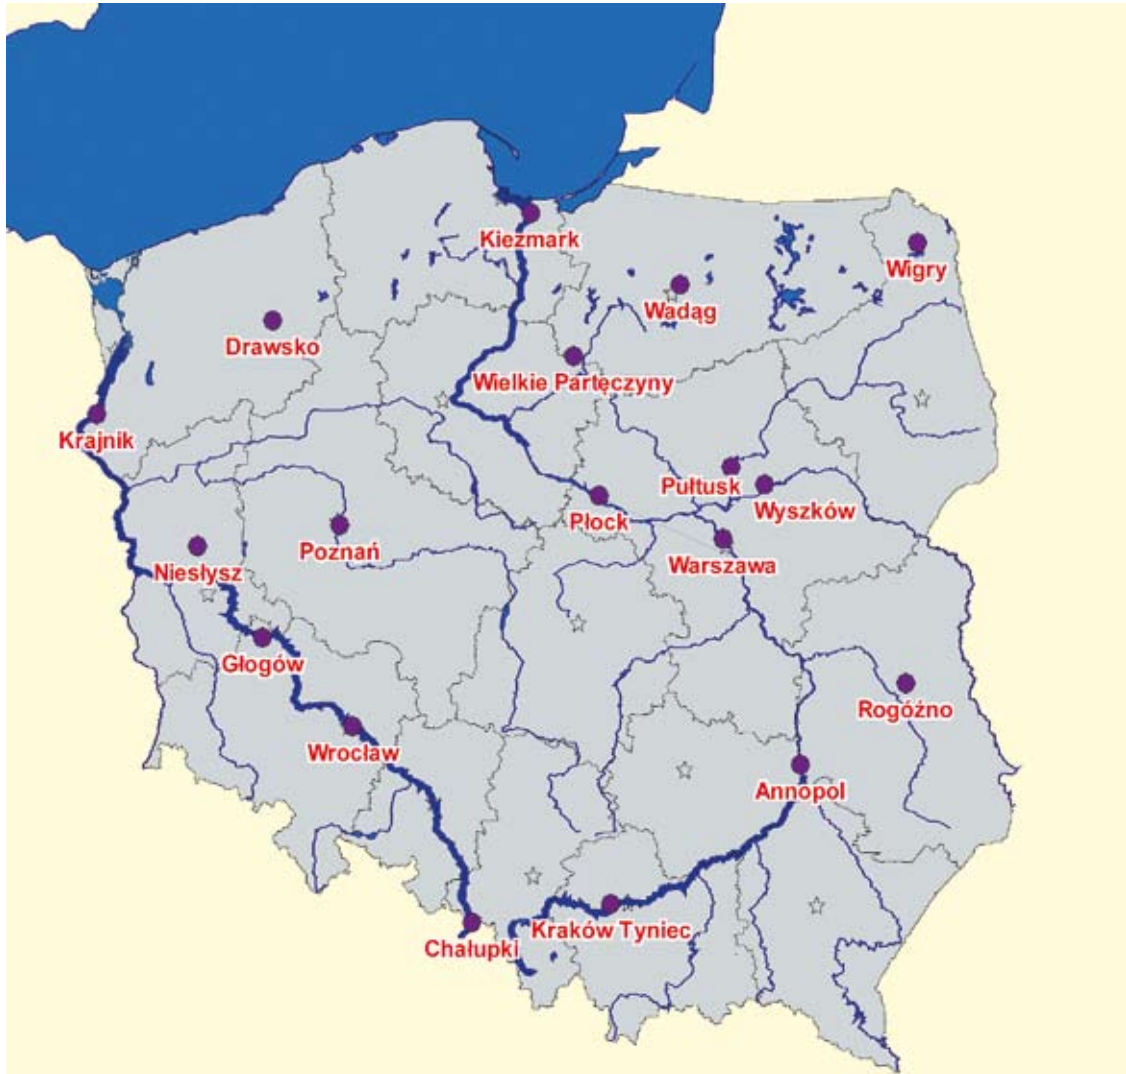 Kiezmark
Wigry
Wadąg
Drawsko
Wielkie Partęczyny
Krajnik
Pułtusk
Wyszków
Płock
Poznań
Warszawa
Niesłysz
Głogów
Rogóźno
Wrocław
Annopol
Kraków Tyniec
Chałupki